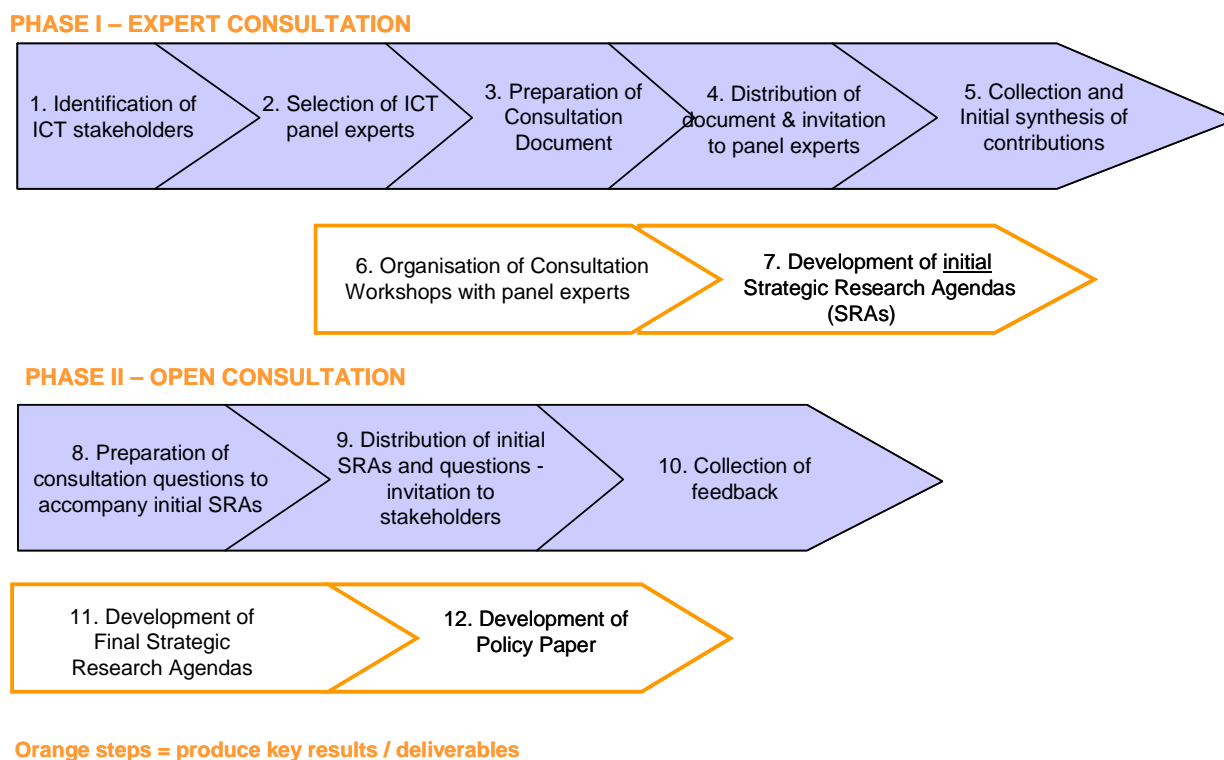 PHASE I – EXPERT CONSULTATION
1. Identification of
ICT stakeholders
2. Selection of ICT
panel experts
3. Preparation of
Consultation
Document
4. Distribution of
document & invitation
to panel experts
5. Collection and
Initial synthesis of
contributions
6. Organisation of Consultation
Workshops with panel experts
7. Development of initial
Strategic Research Agendas
(SRAs)
PHASE II – OPEN CONSULTATION
8. Preparation of
consultation questions to
accompany initial SRAs
9. Distribution of initial
SRAs and questions -
invitation to
stakeholders
10. Collection of
feedback
11. Development of
Final Strategic
Research Agendas
12. Development of
Policy Paper
Orange steps = produce key results / deliverables